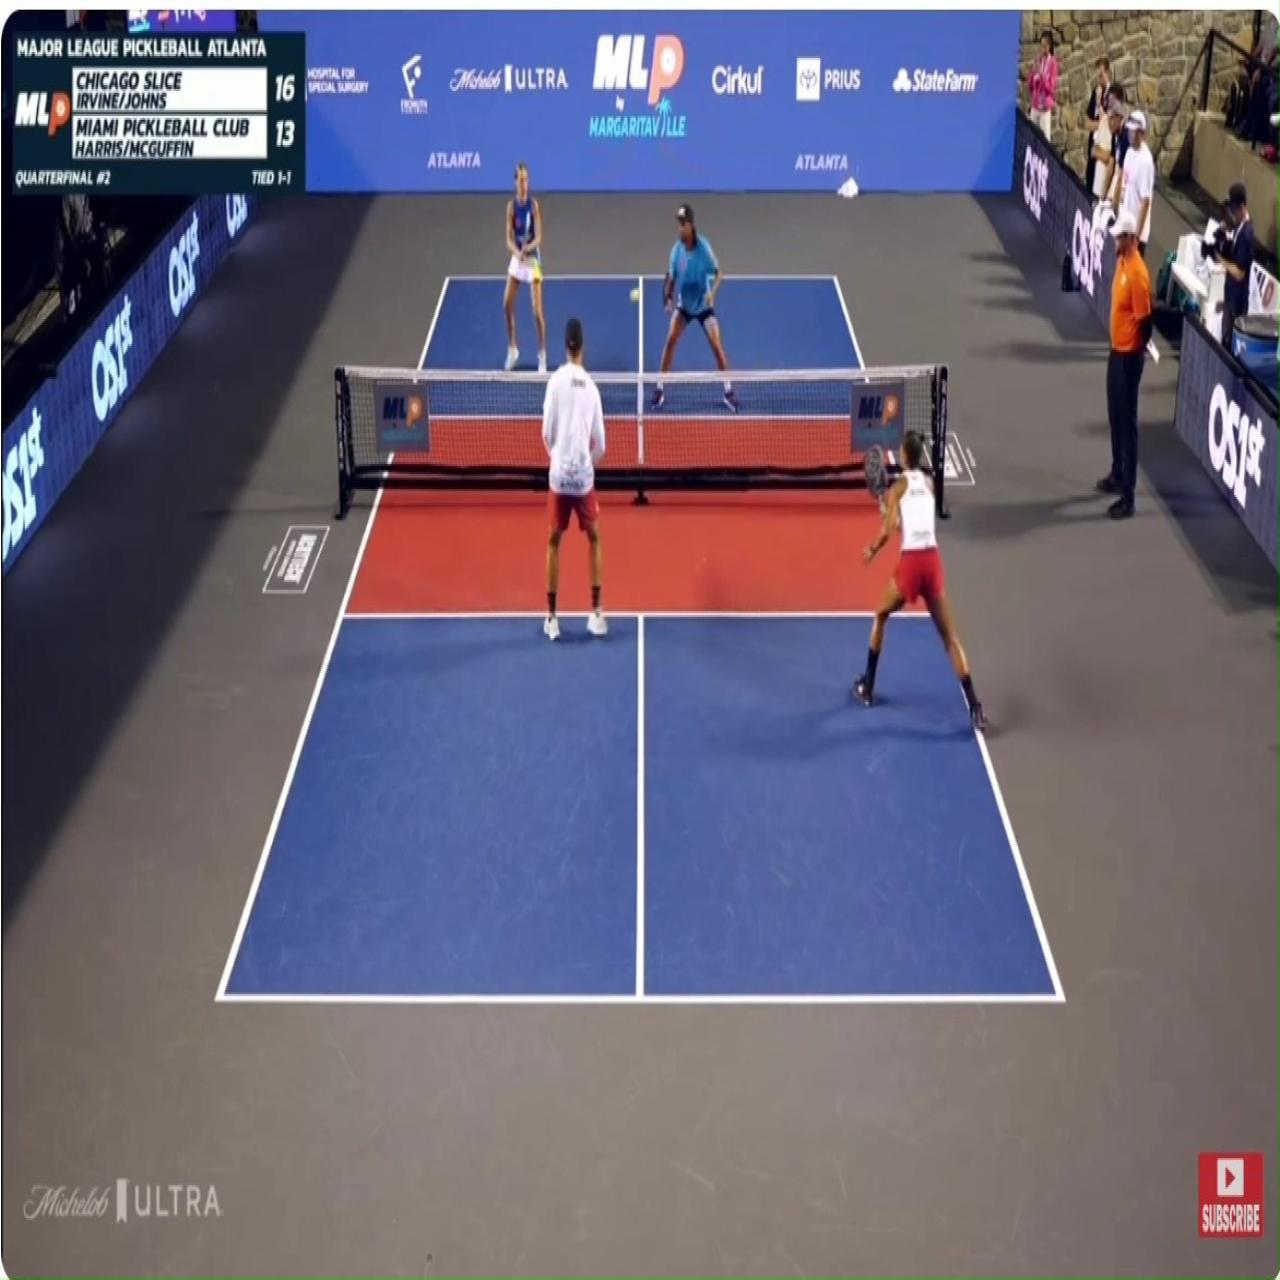 MAJOR LEAGUE PICKLEBALL ATLANTA
MLP
CHICAGO SLICE 16
IRVINE/JOHNS
MIAMI PICKLEBALL CLUB 13
HARRIS/MCGUFFIN
QUARTERFINAL #2 TIED 1-1
HOSPITAL FOR
SPECIAL SURGERY
Michelob ULTRA
MLP
by
MARGARITAVILLE
Cirkul
PRIUS
StateFarm
ATLANTA
ATLANTA
OS1st
OS1st
OS1st
OS1st
OS1st
OS1st
OS1st
MLP
MLP
Michelob ULTRA
SUBSCRIBE